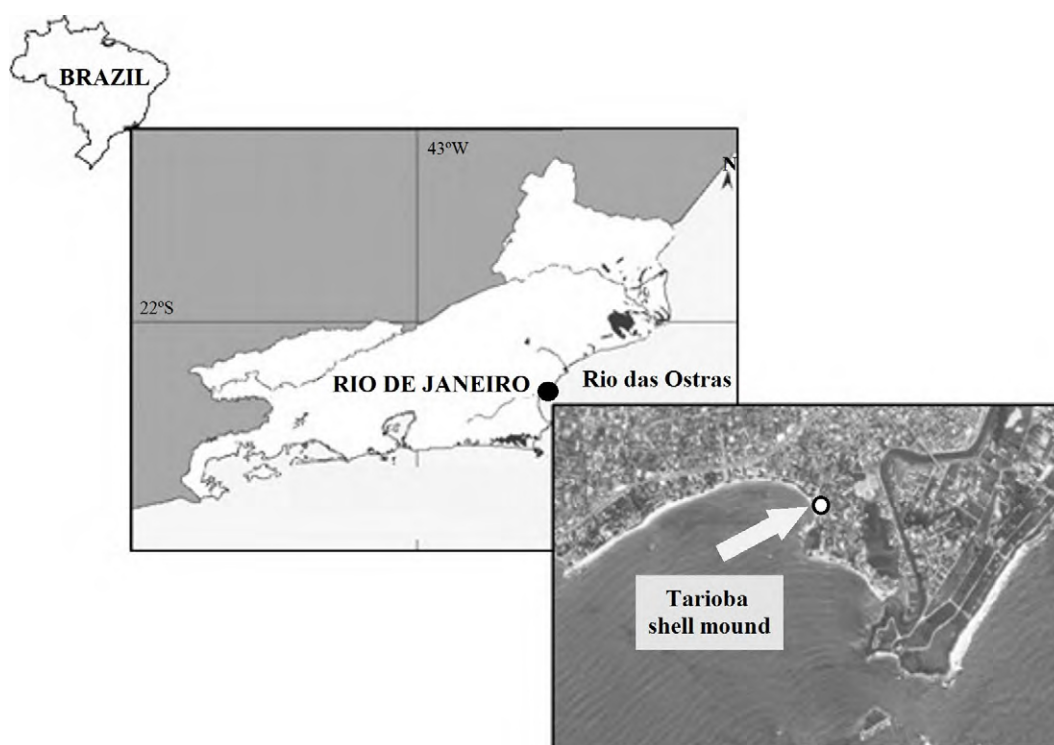 BRAZIL
43ºW
N
22ºS
RIO DE JANEIRO
Rio das Ostras
Tarioba
shell mound